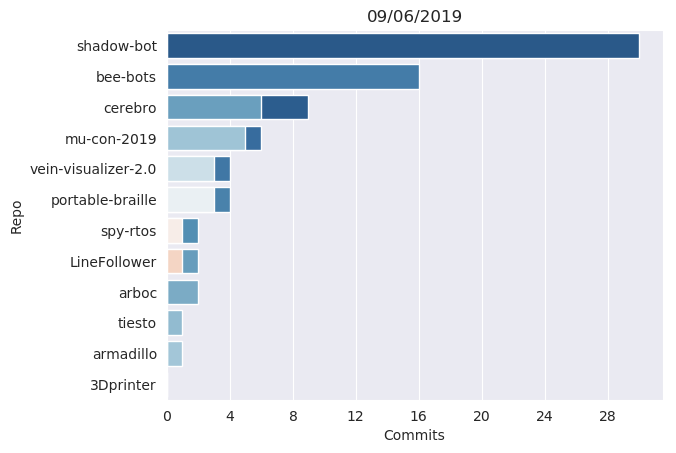 09/06/2019
Repo
shadow-bot
bee-bots
cerebro
mu-con-2019
vein-visualizer-2.0
portable-braille
spy-rtos
LineFollower
arboc
tiesto
armadillo
3Dprinter
0 4 8 12 16 20 24 28
Commits